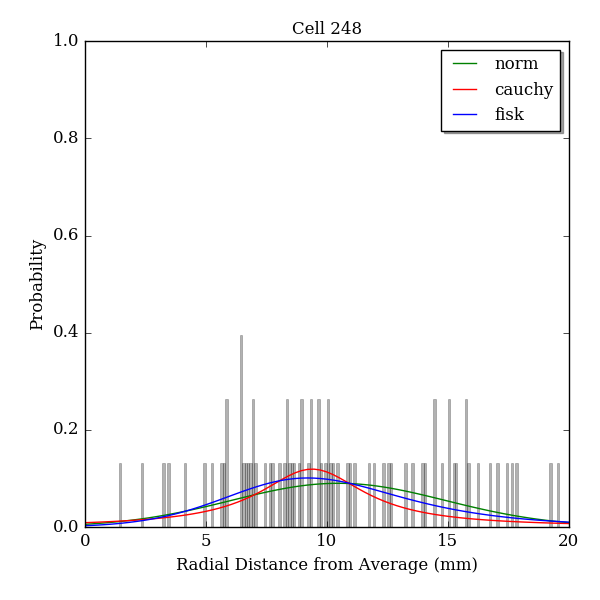 Cell 248
1.0
0.8
0.6
0.4
0.2
0.0
Probability
norm
cauchy
fisk
0 5 10 15 20
Radial Distance from Average (mm)